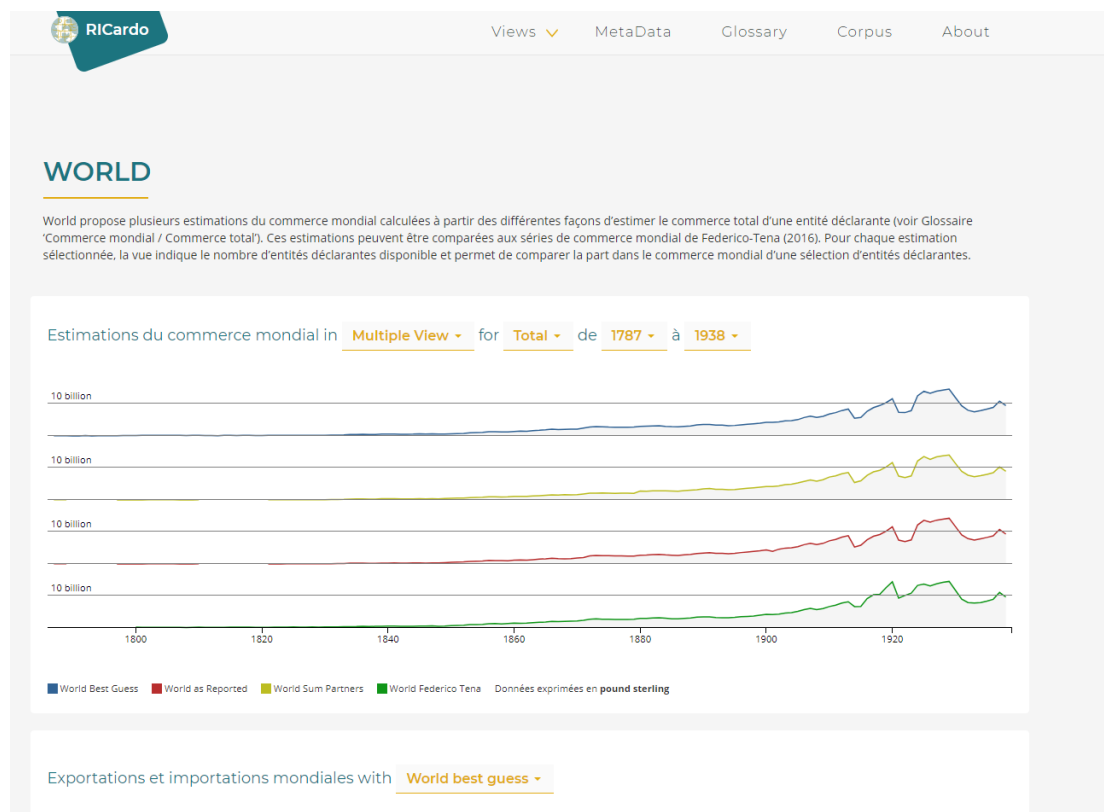 RICardo
Views MetaData Glossary Corpus About
WORLD
World propose plusieurs estimations du commerce mondial calculées à partir des différentes façons d'estimer le commerce total d'une entité déclarante (voir Glossaire
'Commerce mondial / Commerce total'). Ces estimations peuvent être comparées aux séries de commerce mondial de Federico-Tena (2016). Pour chaque estimation
sélectionnée, la vue indique le nombre d'entités déclarantes disponible et permet de comparer la part dans le commerce mondial d'une sélection d'entités déclarantes.
Estimations du commerce mondial in Multiple View for Total de 1787 à 1938
10 billion
10 billion
10 billion
10 billion
1800 1820 1840 1860 1880 1900 1920
World Best Guess World as Reported World Sum Partners World Federico Tena Données exprimées en pound sterling
Exportations et importations mondiales with World best guess